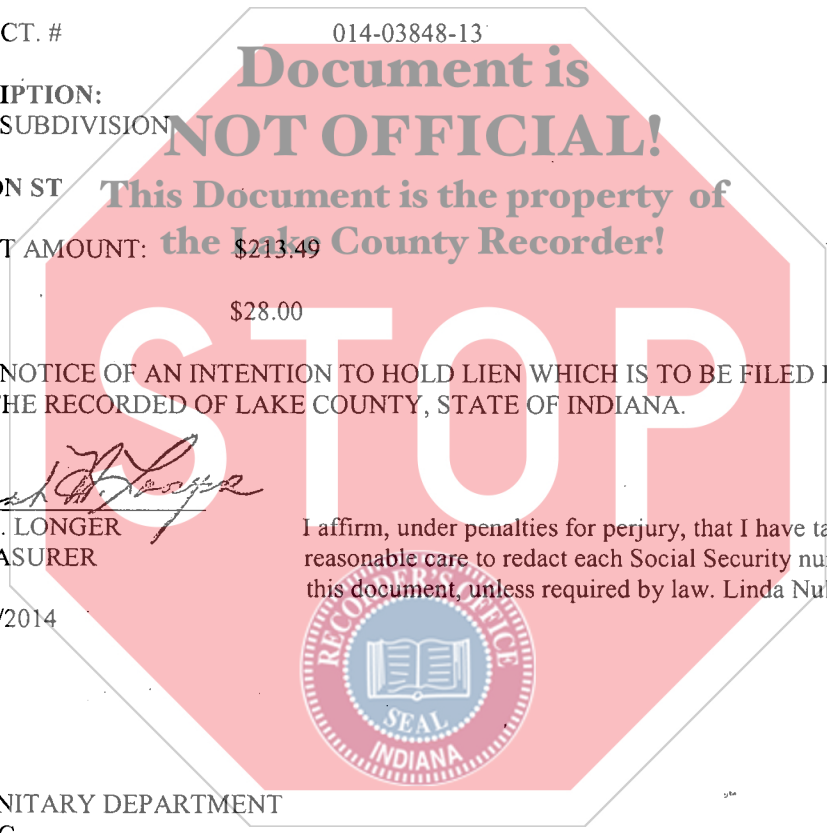 CT. # 014-03848-13
Document is
IPTION:
SUBDIVISION
NOT OFFICIAL!
ON ST
This Document is the property of
T AMOUNT: $213.49
the Lake County Recorder!
$28.00
STOP
NOTICE OF AN INTENTION TO HOLD LIEN WHICH IS TO BE FILED
THE RECORDED OF LAKE COUNTY, STATE OF INDIANA.
. LONGER
ASURER
I affirm, under penalties for perjury, that I have ta
reasonable care to redact each Social Security nu
this document, unless required by law. Linda Nu
/2014
RECORDER'S OFFICE
SEAL
INDIANA
NITARY DEPARTMENT